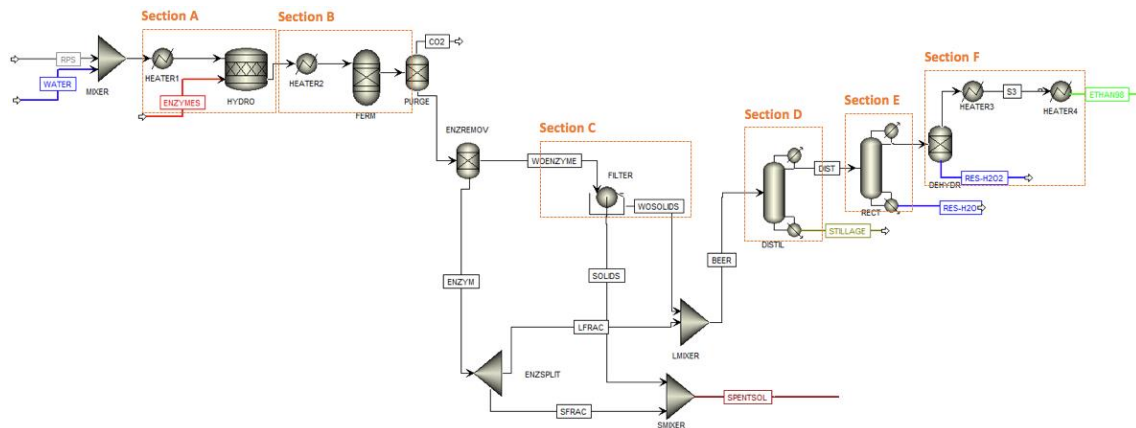 Section A
Section B
CO2
Section F
RPS
WATER
MIXER
HEATER1
ENZYMES
HYDRO
HEATER2
FERM
PURGE
HEATER3
S3
HEATER4
ETHAN98
Section E
Section D
Section C
ENZREMOV
WOENZYME
FILTER
WOSOLIDS
DIST
DEHYDR
RES-H2O2
RECT
RES-H2O
DISTIL
STILLAGE
BEER
ENZYM
SOLIDS
LFRAC
LMIXER
ENZSPLIT
SFRAC
SMIXER
SPENTSOL